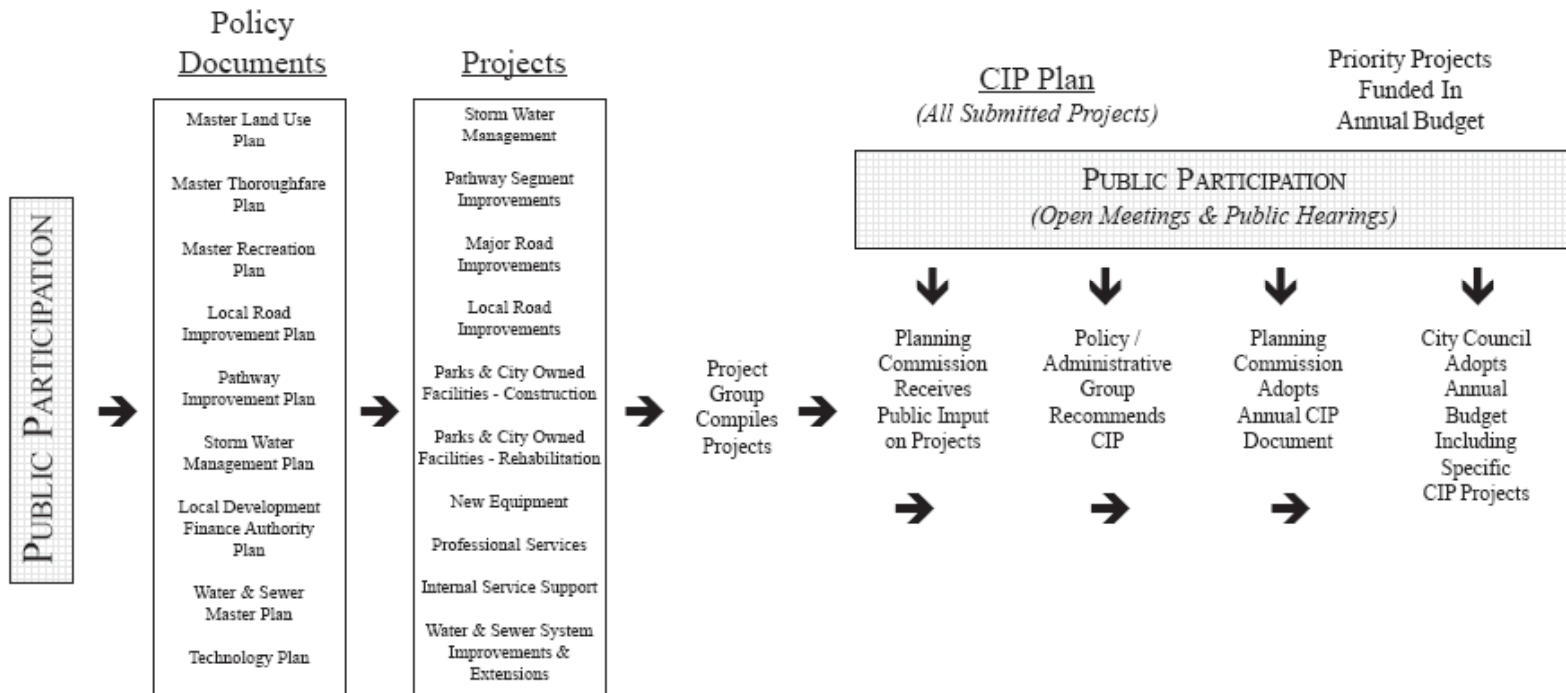 PUBLIC PARTICIPATION
Policy
Documents
Master Land Use
Plan
Master Thoroughfare
Plan
Master Recreation
Plan
Local Road
Improvement Plan
Pathway
Improvement Plan
Storm Water
Management Plan
Local Development
Finance Authority
Plan
Water & Sewer
Master Plan
Technology Plan
Projects
Storm Water
Management
Pathway Segment
Improvements
Major Road
Improvements
Local Road
Improvements
Parks & City Owned
Facilities - Construction
Parks & City Owned
Facilities - Rehabilitation
New Equipment
Professional Services
Internal Service Support
Water & Sewer System
Improvements &
Extensions
Project
Group
Compiles
Projects
CIP Plan
(All Submitted Projects)
Priority Projects
Funded In
Annual Budget
PUBLIC PARTICIPATION
(Open Meetings & Public Hearings)
Planning
Commission
Receives
Public Imput
on Projects
Policy /
Administrative
Group
Recommends
CIP
Planning
Commission
Adopts
Annual CIP
Document
City Council
Adopts
Annual
Budget
Including
Specific
CIP Projects